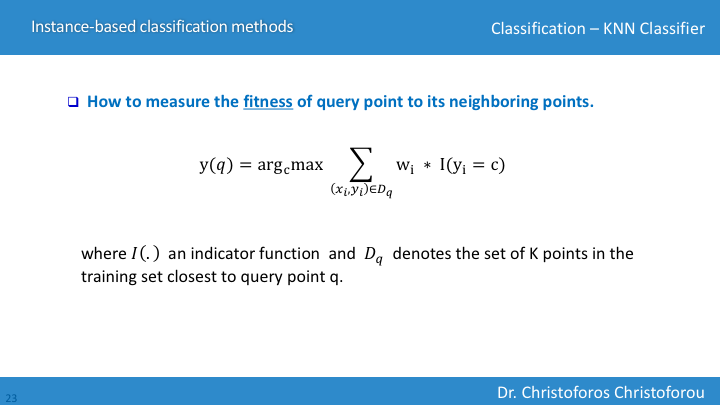 Instance-based classification methods
Classification – KNN Classifier
❑ How to measure the fitness of query point to its neighboring points.
y(q) = arg_c max ∑_{(x_i,y_i)∈D_q} w_i * I(y_i = c)
where I(.) an indicator function and D_q denotes the set of K points in the
training set closest to query point q.
23
Dr. Christoforos Christoforou